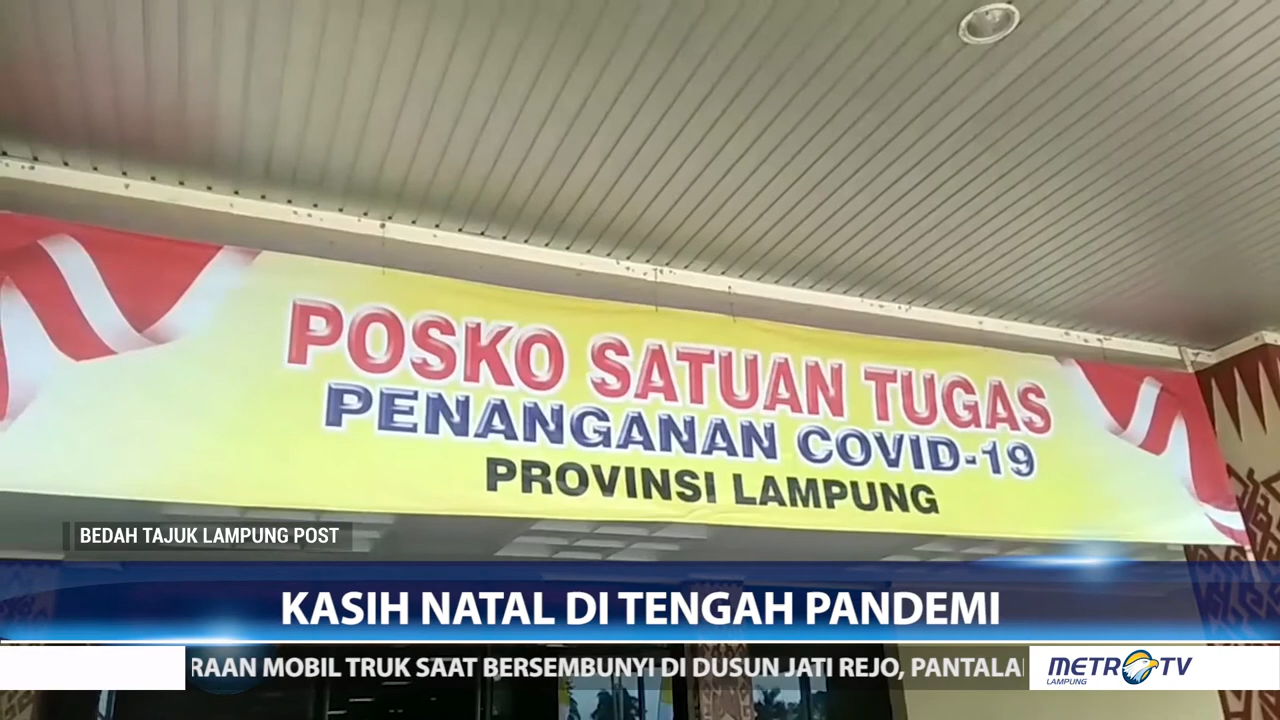 POSKO SATUAN TUGAS
PENANGANAN COVID-19
PROVINSI LAMPUNG
BEDAH TAJUK LAMPUNG POST
KASIH NATAL DI TENGAH PANDEMI
RAAN MOBIL TRUK SAAT BERSEMBUNYI DI DUSUN JATI REJO, PANTALA
METRO TV
LAMPUNG